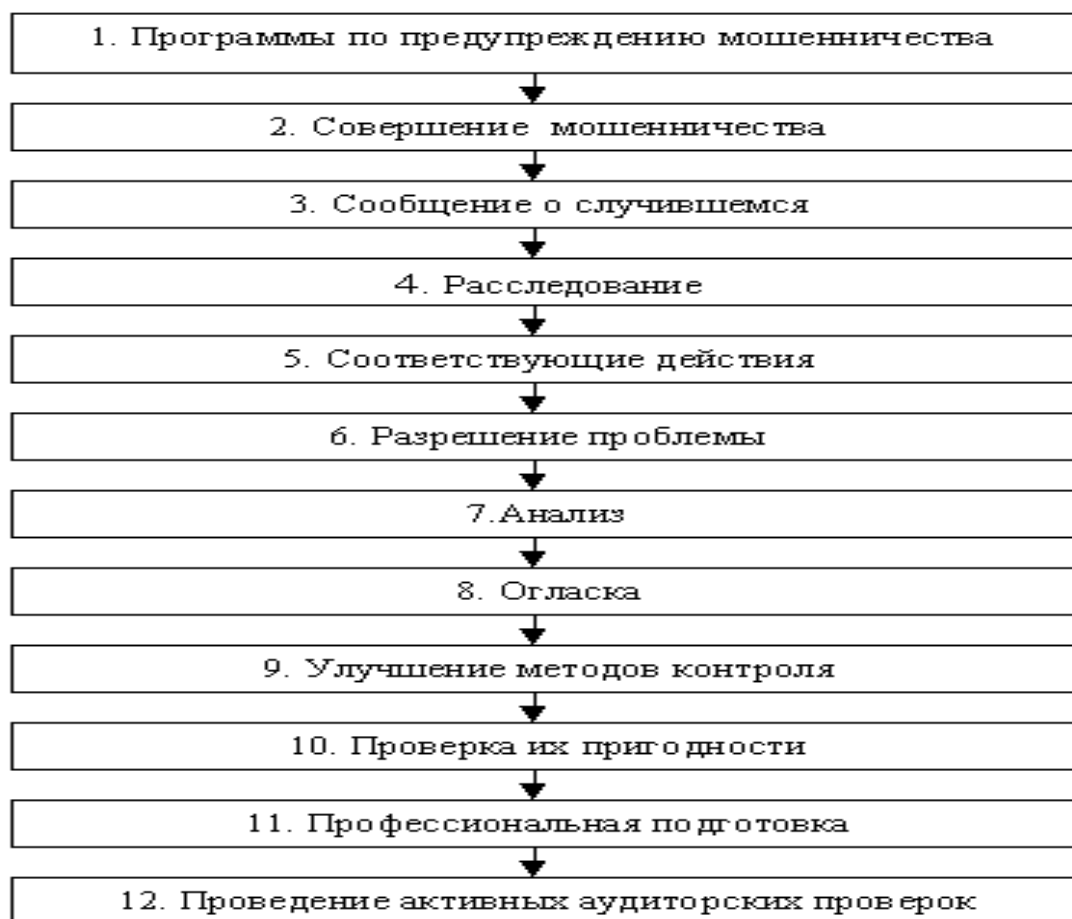 1. Программы по предупреждению мошенничества
2. Совершение мошенничества
3. Сообщение о случившемся
4. Расследование
5. Соответствующие действия
6. Разрешение проблемы
7.Анализ
8. Огласка
9. Улучшение методов контроля
10. Проверка их пригодности
11. Профессиональная подготовка
12. Проведение активных аудиторских проверок